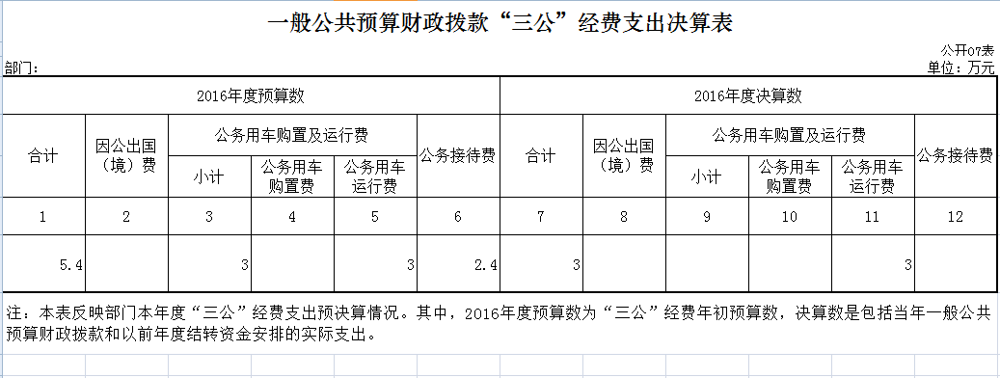 一般公共预算财政拨款“三公”经费支出决算表
公开07表
部门：
单位：万元
2016年度预算数
2016年度决算数
合计
因公出国
（境）费
公务用车购置及运行费
小计
公务用车
购置费
公务用车
运行费
公务接待费
合计
因公出国
（境）费
公务用车购置及运行费
小计
公务用车
购置费
公务用车
运行费
公务接待费
1 2 3 4 5 6 7 8 9 10 11 12
5.4 3 3 2.4 3 3
注：本表反映部门本年度“三公”经费支出预决算情况。其中，2016年度预算数为“三公”经费年初预算数，决算数是包括当年一般公共
预算财政拨款和以前年度结转资金安排的实际支出。